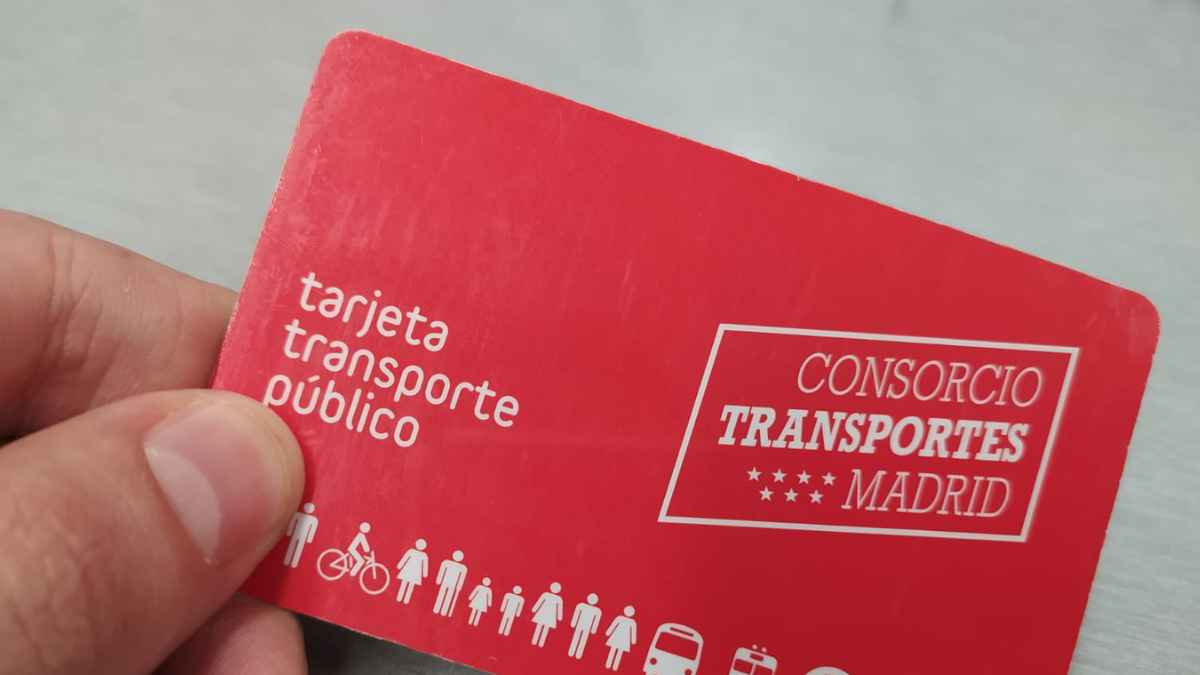 tarjeta
transporte
público
CONSORCIO
TRANSPORTES
MADRID